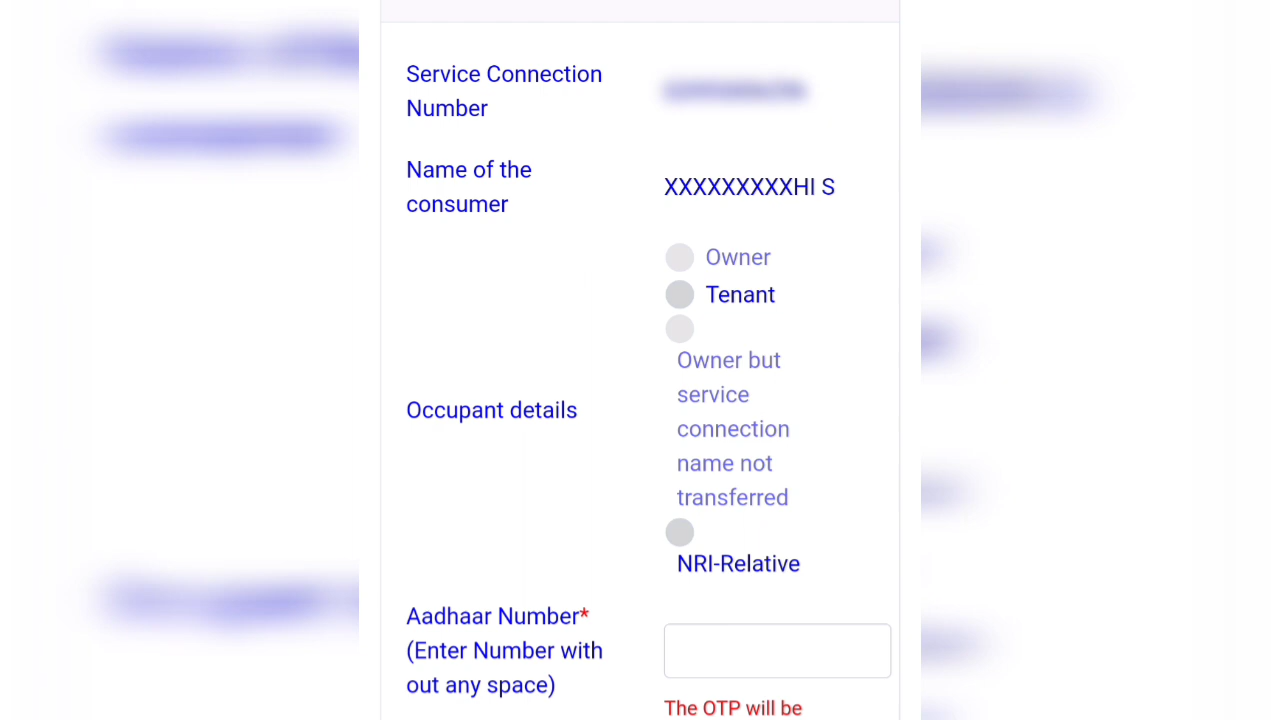 Service Connection
Number
Name of the
consumer
XXXXXXXXXHI S
Occupant details
Owner
Tenant
Owner but
service
connection
name not
transferred
NRI-Relative
Aadhaar Number*
(Enter Number with
out any space)
The OTP will be